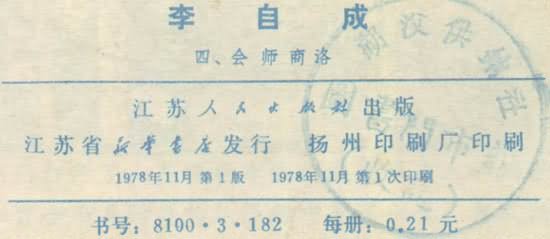 李自成
四、会师商洛
江苏人民出版社出版
江苏省新华书店发行 扬州印刷厂印刷
1978年11月第1版 1978年11月第1次印刷
书号：8100·3·182 每册：0.21元